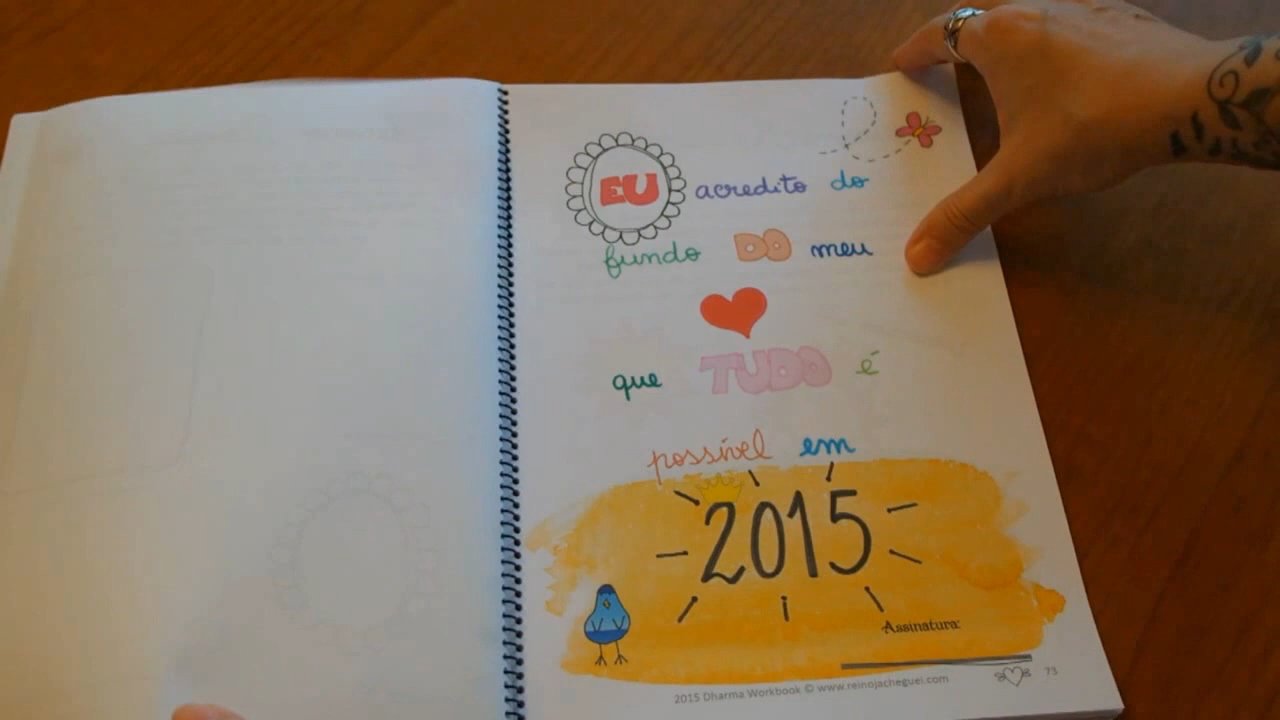 EU acredito do
fundo DO meu
que TUDO é
possível em
2015
Assinatura:
2015 Dharma Workbook © www.reinojacheguei.com
73